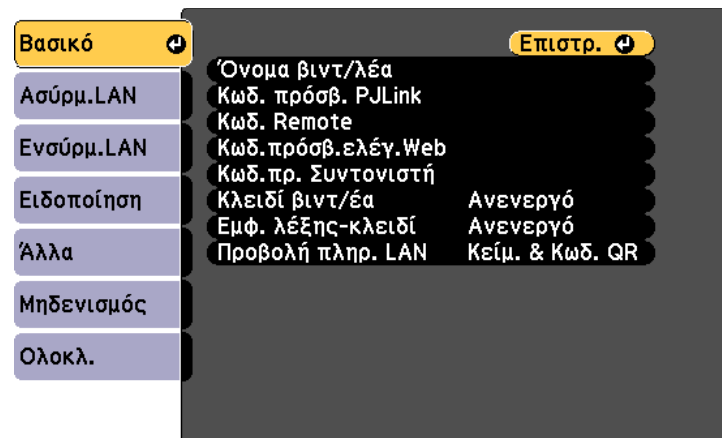 Βασικό
Ασύρμ.LAN
Ενσύρμ.LAN
Ειδοποίηση
Άλλα
Μηδενισμός
Ολοκλ.
Επιστρ.
Όνομα βιντ/λέα
Κωδ. πρόσβ. PJLink
Κωδ. Remote
Κωδ.πρόσβ.ελέγ.Web
Κωδ.πρ. Συντονιστή
Κλειδί βιντ/έα Ανενεργό
Εμφ. λέξης-κλειδί Ανενεργό
Προβολή πληρ. LAN Κείμ. & Κωδ. QR